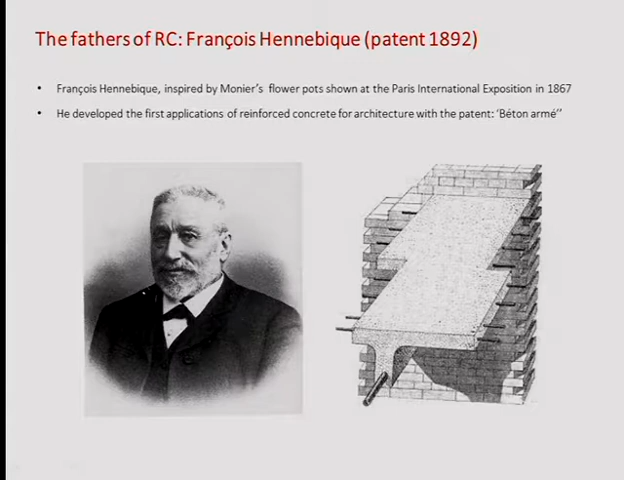 The fathers of RC: François Hennebique (patent 1892)
• François Hennebique, inspired by Monier's flower pots shown at the Paris International Exposition in 1867
• He developed the first applications of reinforced concrete for architecture with the patent: 'Béton armé''